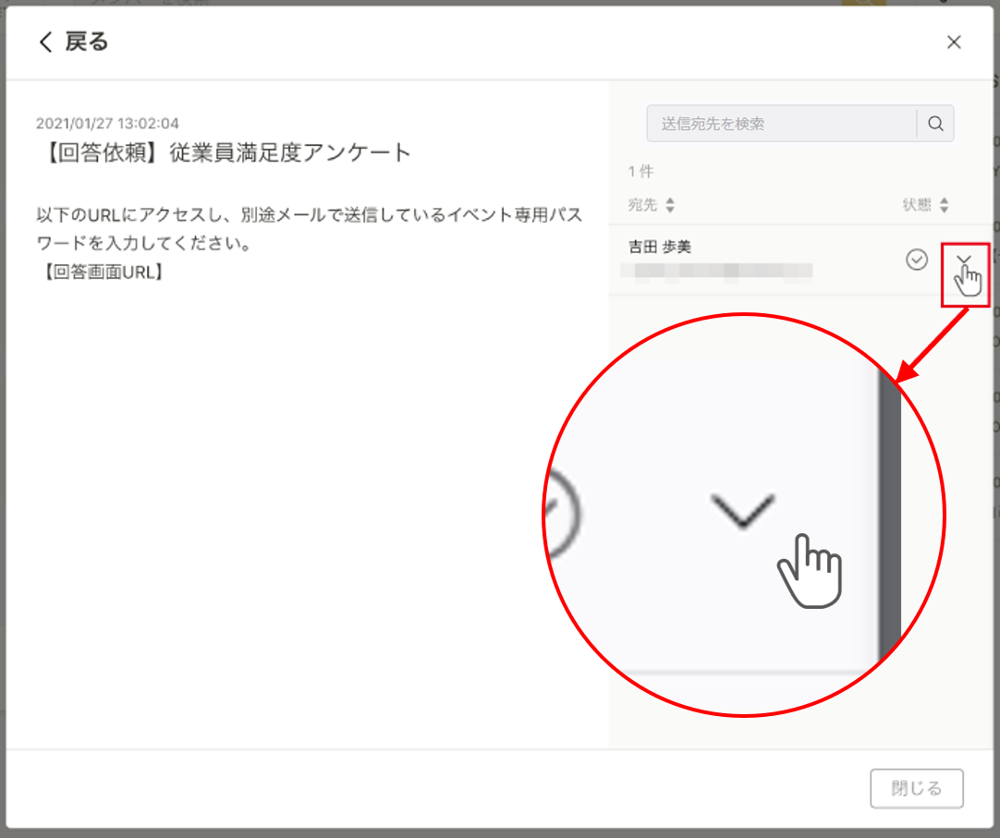 戻る
2021/01/27 13:02:04
【回答依頼】従業員満足度アンケート
以下のURLにアクセスし、別途メールで送信しているイベント専用パス
ワードを入力してください。
【回答画面URL】
送信宛先を検索
1 件
宛先
状態
吉田 歩美
閉じる